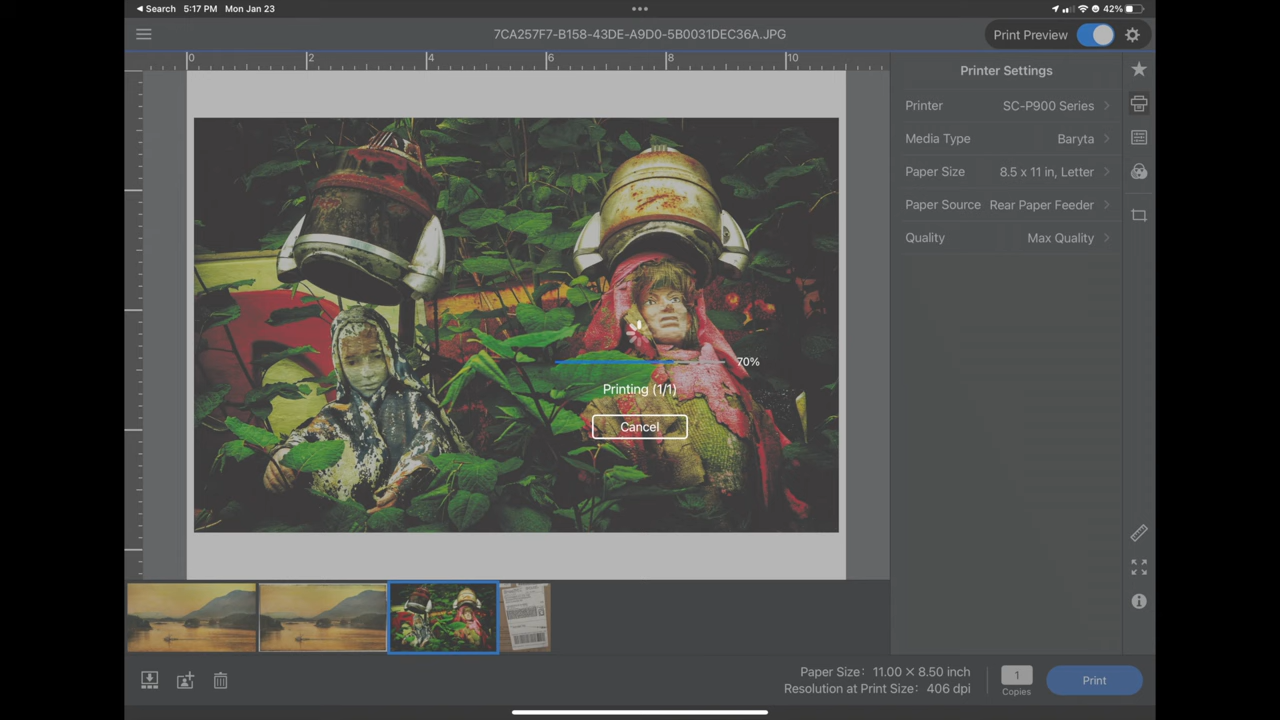 Search 5:17 PM Mon Jan 23
42%
7CA257F7-B158-43DE-A9D0-5B0031DEC36A.JPG
Print Preview
0 2 4 6 8 10
Printer Settings
Printer SC-P900 Series
Media Type Baryta
Paper Size 8.5 x 11 in, Letter
Paper Source Rear Paper Feeder
Quality Max Quality
70%
Printing (1/1)
Cancel
Paper Size: 11.00 × 8.50 inch
Resolution at Print Size: 406 dpi
1
Copies
Print